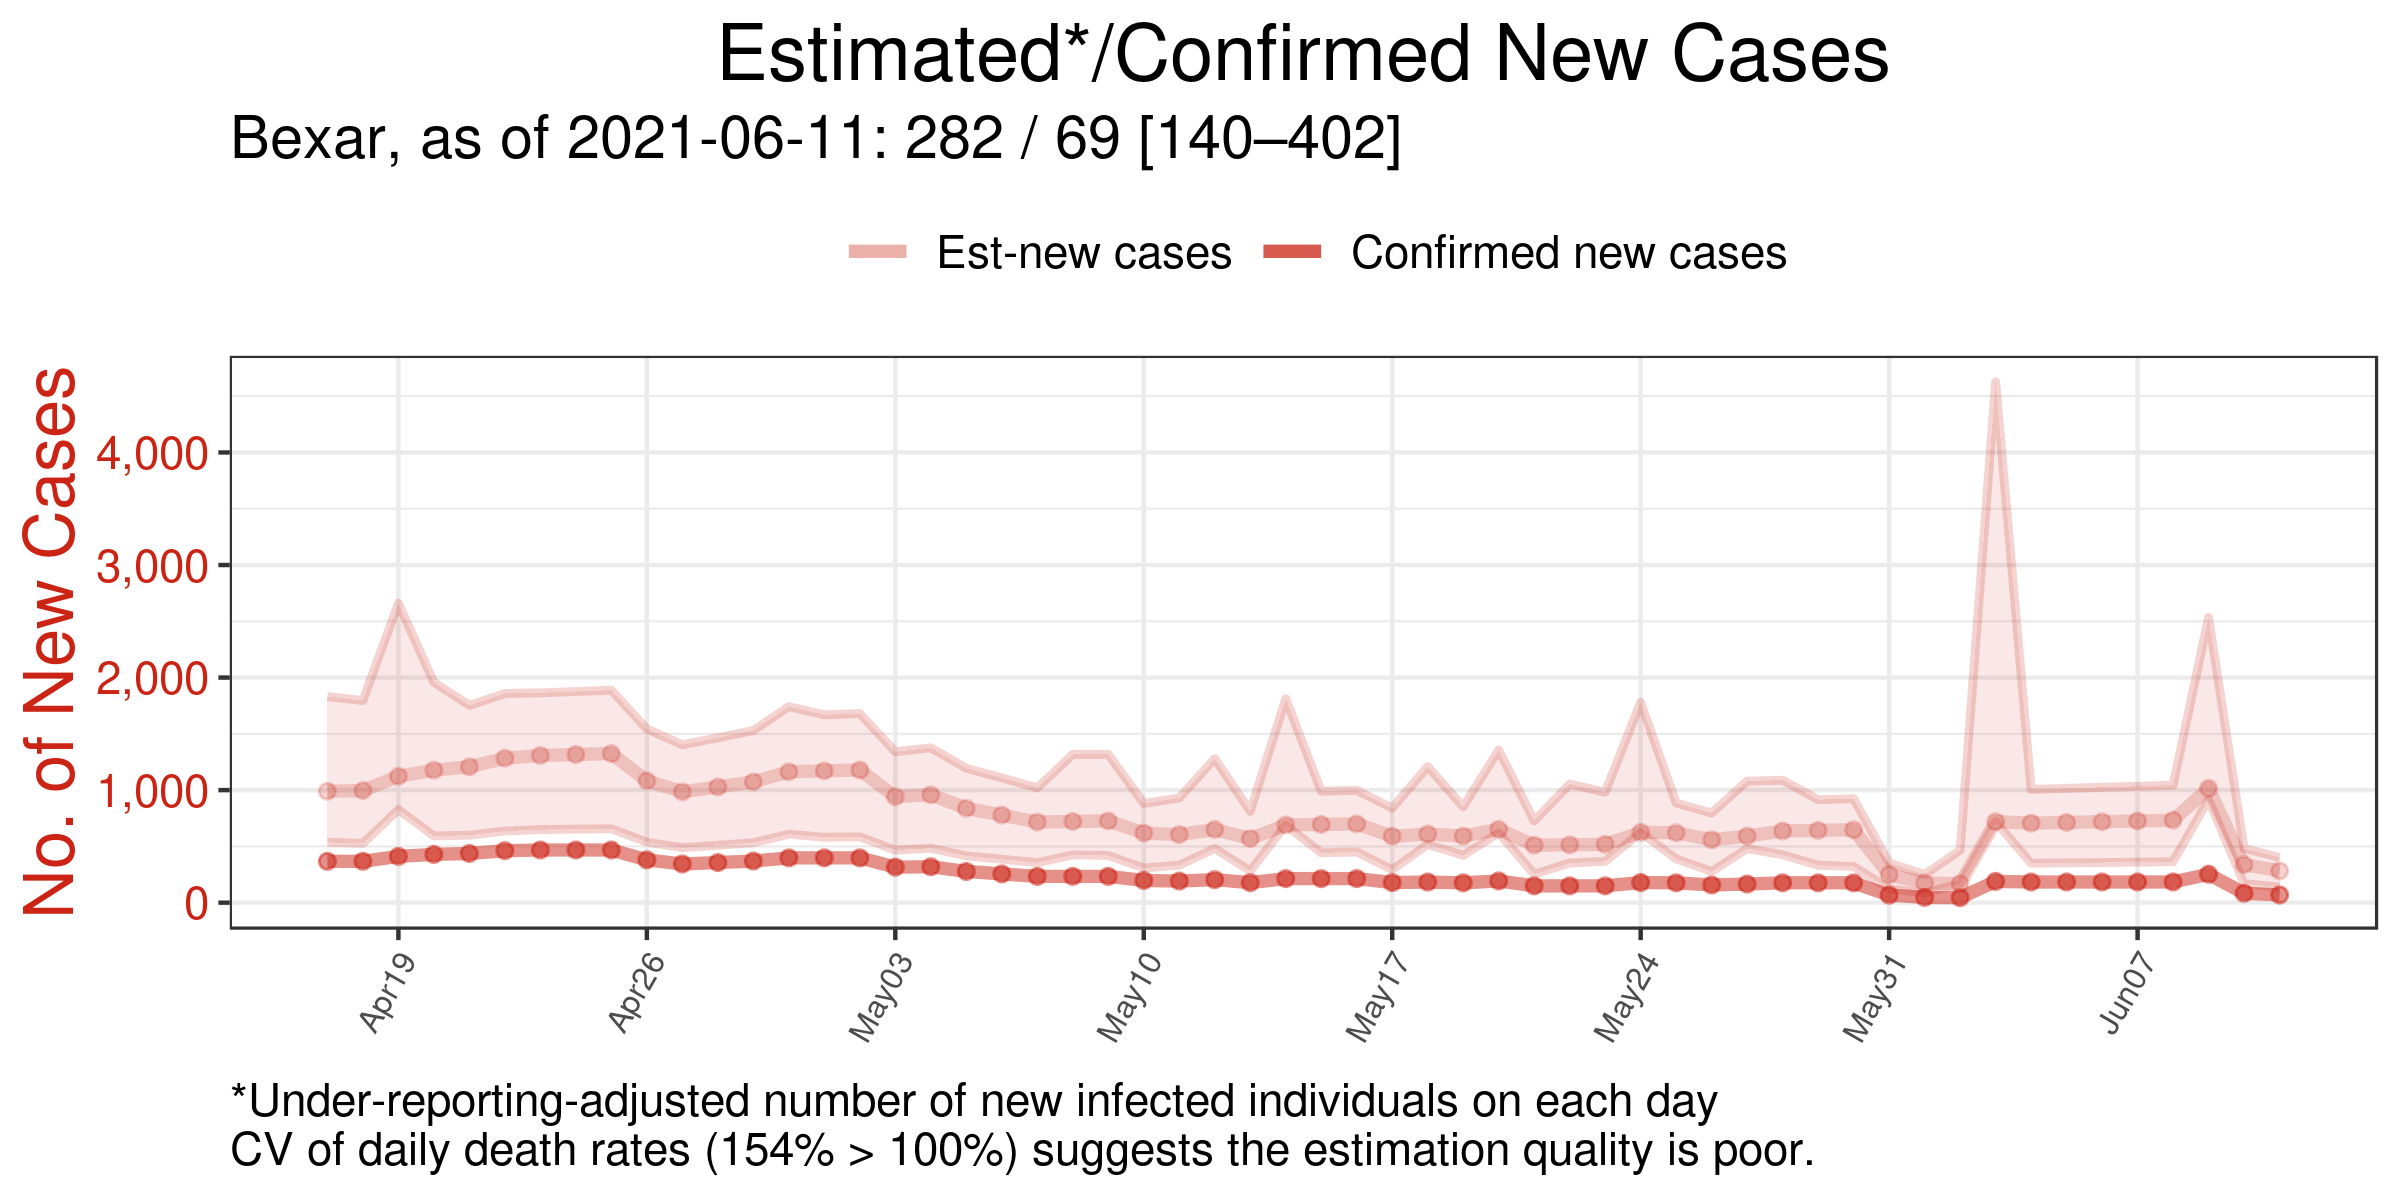 Estimated*/Confirmed New Cases
Bexar, as of 2021-06-11: 282 / 69 [140–402]
Est-new cases
Confirmed new cases
No. of New Cases
4,000
3,000
2,000
1,000
0
Apr19
Apr26
May03
May10
May17
May24
May31
Jun07
*Under-reporting-adjusted number of new infected individuals on each day
CV of daily death rates (154% > 100%) suggests the estimation quality is poor.